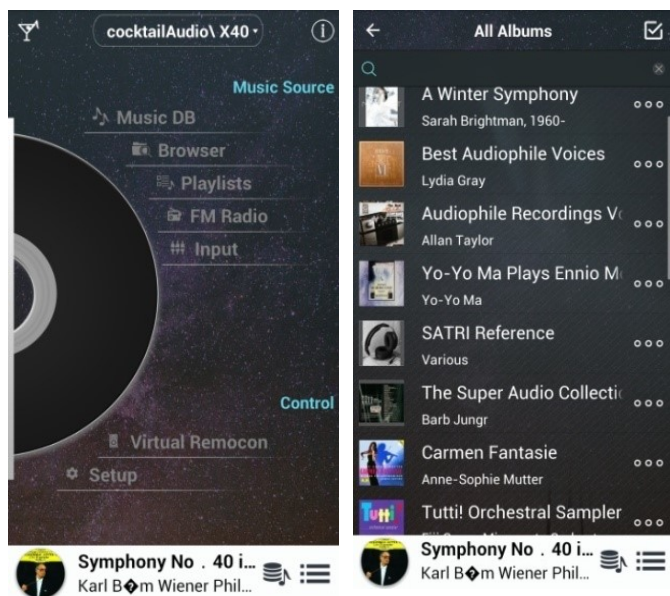 cocktailAudio\ X40
Music Source
Music DB
Browser
Playlists
FM Radio
Input
Control
Virtual Remocon
Setup
Symphony No . 40 i...
Karl B�m Wiener Phil...
All Albums
A Winter Symphony
Sarah Brightman, 1960-
Best Audiophile Voices
Lydia Gray
Audiophile Recordings
Allan Taylor
Yo-Yo Ma Plays Ennio M
Yo-Yo Ma
SATRI Reference
Various
The Super Audio Collecti
Barb Jungr
Carmen Fantasie
Anne-Sophie Mutter
Tutti! Orchestral Sampler
Symphony No . 40 i...
Karl B�m Wiener Phil...